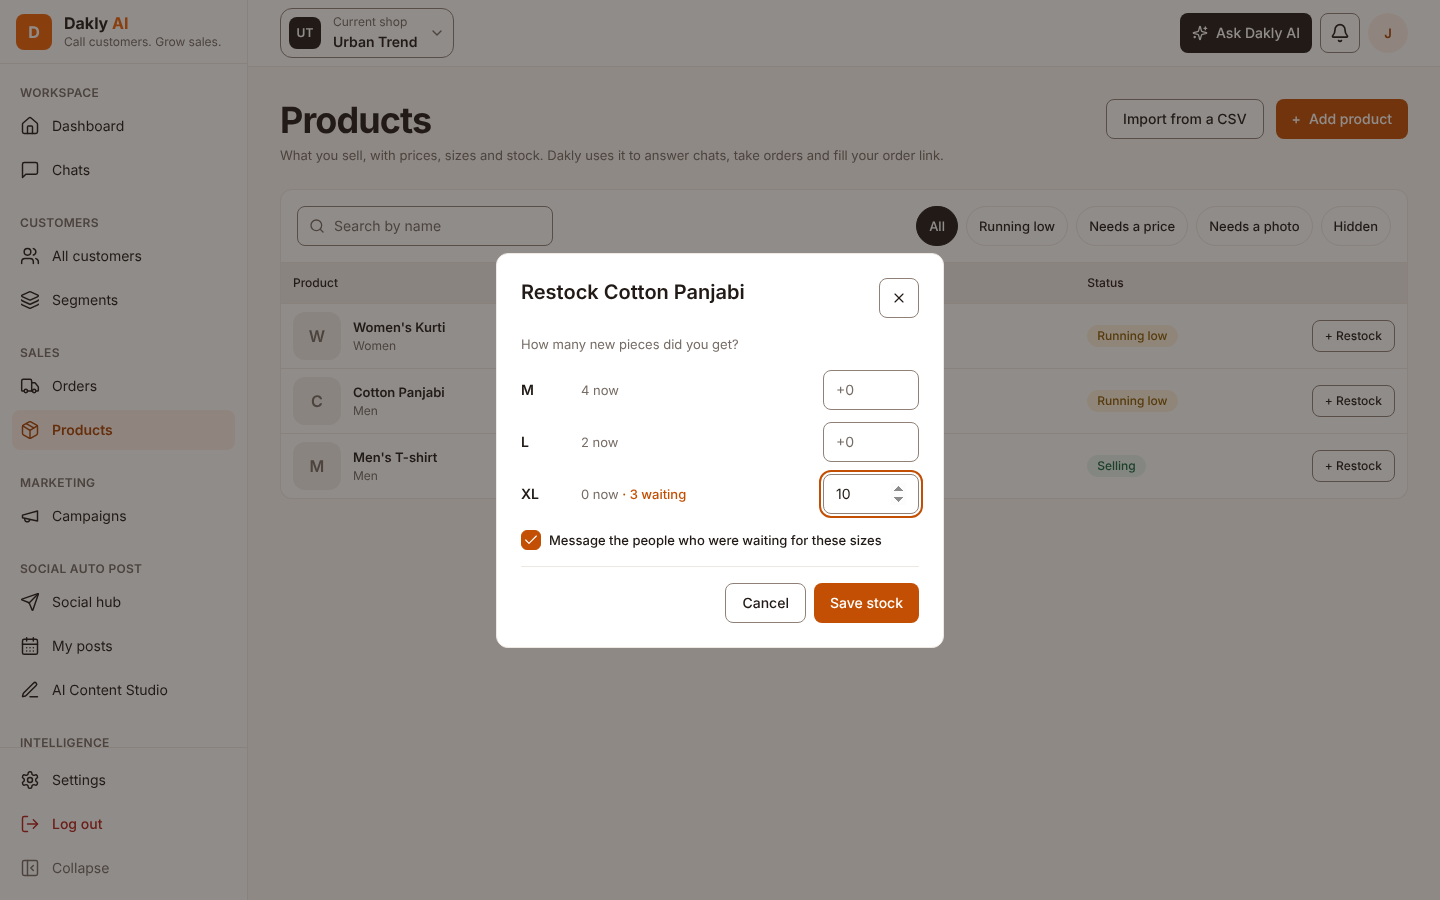 D
Dakly AI
Call customers. Grow sales.
WORKSPACE
Dashboard
Chats
CUSTOMERS
All customers
Segments
SALES
Orders
Products
MARKETING
Campaigns
SOCIAL AUTO POST
Social hub
My posts
AI Content Studio
INTELLIGENCE
Settings
Log out
Collapse
UT
Current shop
Urban Trend
Ask Dakly AI
J
Products
What you sell, with prices, sizes and stock. Dakly uses it to answer chats, take orders and fill your order link.
Import from a CSV
+ Add product
Search by name
All
Running low
Needs a price
Needs a photo
Hidden
Product
Status
W
Women's Kurti
Women
Running low
+ Restock
C
Cotton Panjabi
Men
Running low
+ Restock
M
Men's T-shirt
Men
Selling
+ Restock
Restock Cotton Panjabi
How many new pieces did you get?
M 4 now +0
L 2 now +0
XL 0 now · 3 waiting 10
Message the people who were waiting for these sizes
Cancel
Save stock